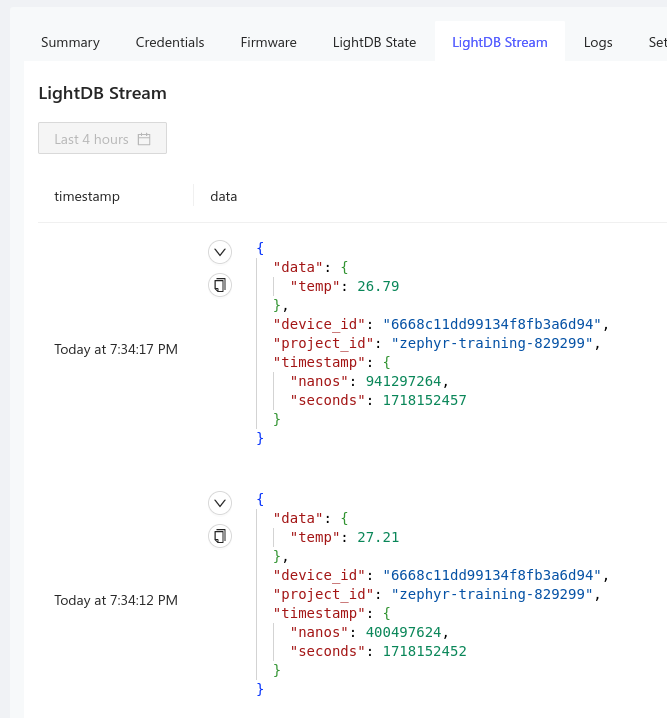 Summary Credentials Firmware LightDB State LightDB Stream Logs
LightDB Stream
Last 4 hours
timestamp data
{
"data": {
"temp": 26.79
},
"device_id": "6668c11dd99134f8fb3a6d94",
"project_id": "zephyr-training-829299",
Today at 7:34:17 PM
"timestamp": {
"nanos": 941297264,
"seconds": 1718152457
}
}
{
"data": {
"temp": 27.21
},
"device_id": "6668c11dd99134f8fb3a6d94",
"project_id": "zephyr-training-829299",
Today at 7:34:12 PM
"timestamp": {
"nanos": 400497624,
"seconds": 1718152452
}
}